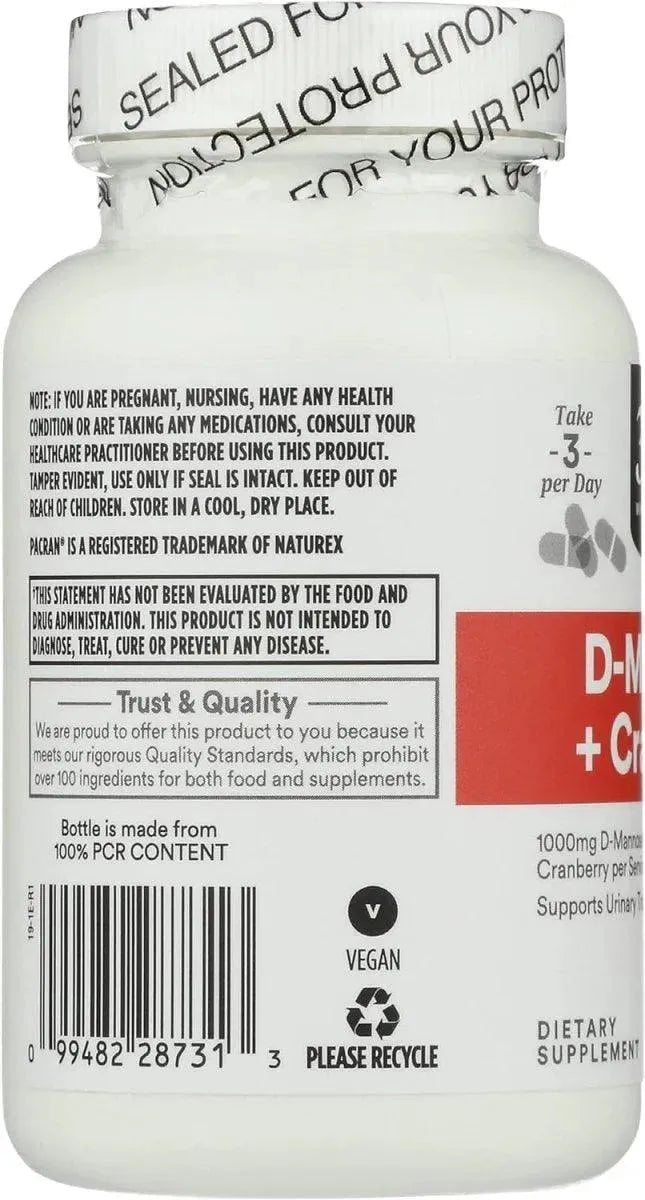 SEALED FO
YOUR PROTECTION
FOR YOUR PROT
NOTE: IF YOU ARE PREGNANT, NURSING, HAVE ANY HEALTH
CONDITION OR ARE TAKING ANY MEDICATIONS, CONSULT YOUR
HEALTHCARE PRACTITIONER BEFORE USING THIS PRODUCT.
TAMPER EVIDENT, USE ONLY IF SEAL IS INTACT. KEEP OUT OF
REACH OF CHILDREN. STORE IN A COOL, DRY PLACE.
PACRAN® IS A REGISTERED TRADEMARK OF NATUREX
†THIS STATEMENT HAS NOT BEEN EVALUATED BY THE FOOD AND
DRUG ADMINISTRATION. THIS PRODUCT IS NOT INTENDED TO
DIAGNOSE, TREAT, CURE OR PREVENT ANY DISEASE.
Trust & Quality
We are proud to offer this product to you because it
meets our rigorous Quality Standards, which prohibit
over 100 ingredients for both food and supplements.
Bottle is made from
100% PCR CONTENT
19-1E-R1
0 99482 28731 3
V
VEGAN
PLEASE RECYCLE
Take
-3-
per Day
D-M
+ Cr
1000mg D-Mannose
Cranberry per Serv
Supports Urinary T
DIETARY
SUPPLEMENT